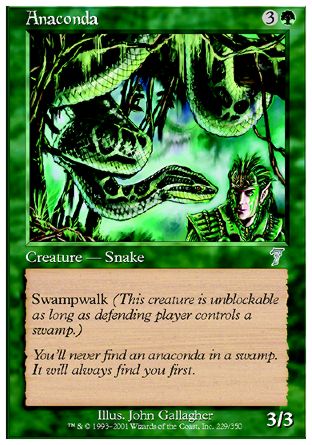 Anaconda 3
Creature — Snake
Swampwalk (This creature is unblockable
as long as defending player controls a
swamp.)
You'll never find an anaconda in a swamp.
It will always find you first.
Illus. John Gallagher
™ & © 1993–2001 Wizards of the Coast, Inc. 229/350
3/3